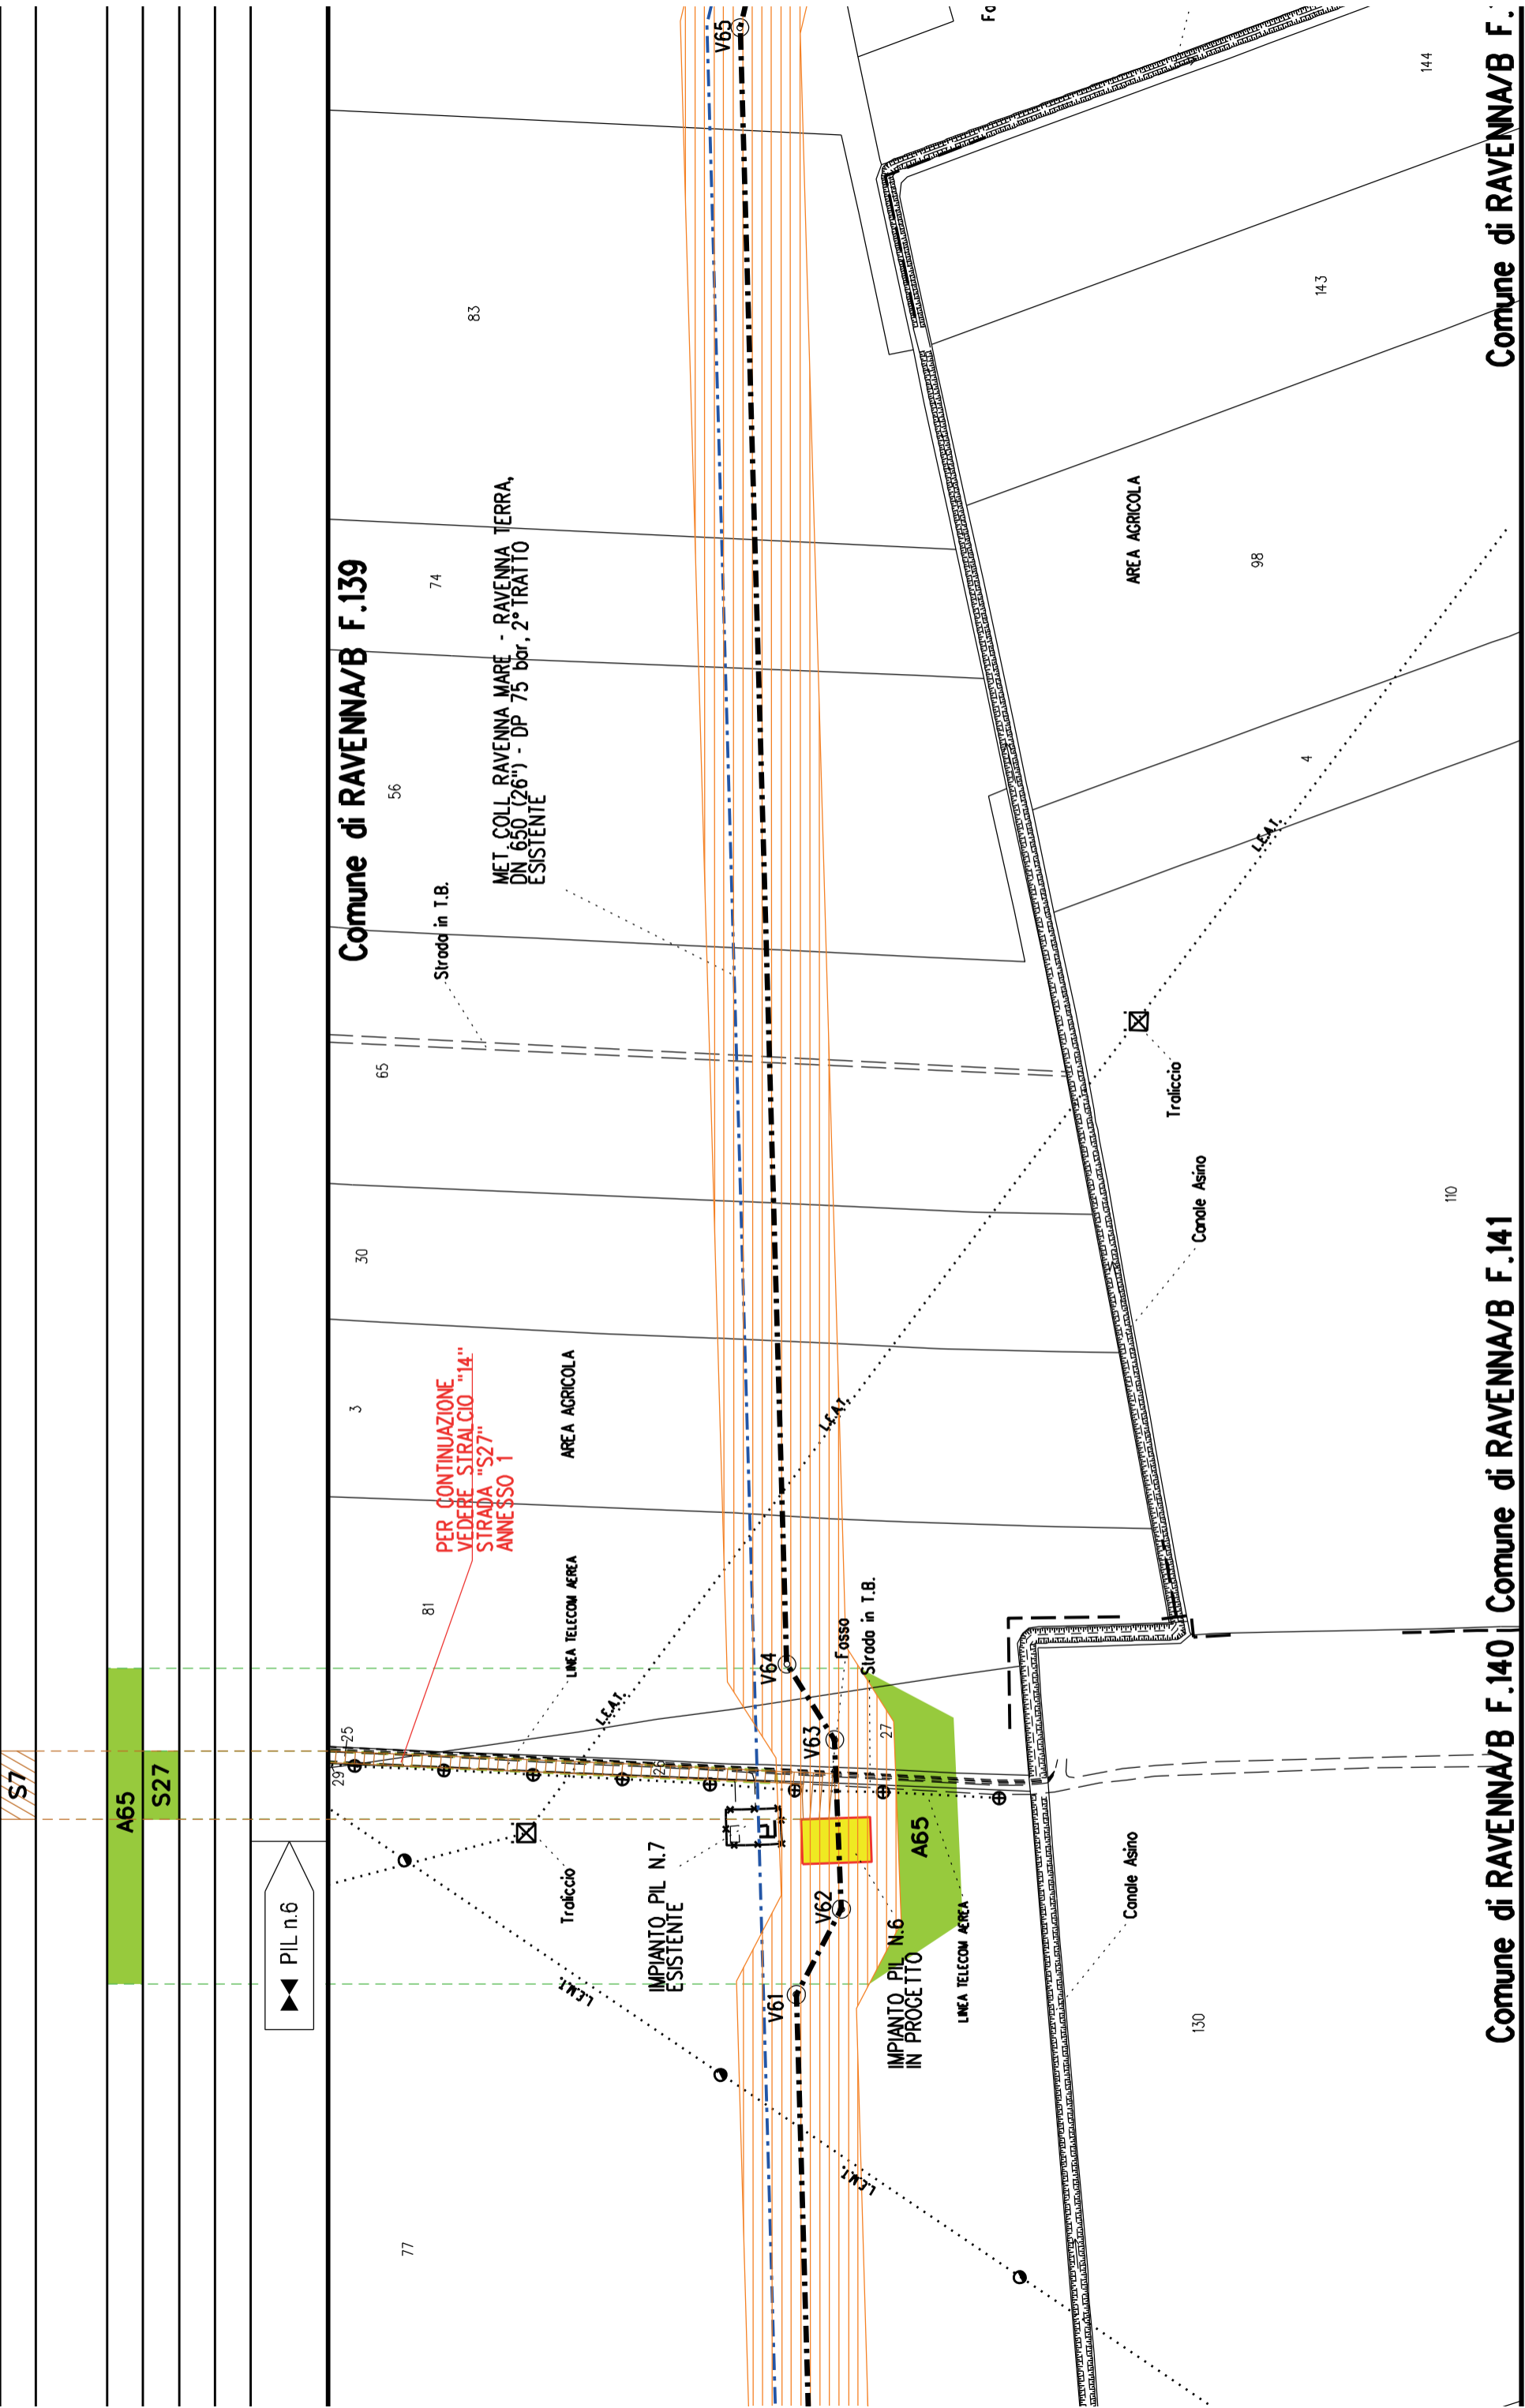 S7
A65
S27
PIL n.6
Comune di RAVENNA/B F.139
77
29
25
81
3
30
65
56
74
83
Strada in T.B.
PER CONTINUAZIONE
VEDERE STRALCIO "14"
STRADA "S27"
ANNESSO 1
MET. COLL. RAVENNA MARE - RAVENNA TERRA,
DN 650 (26") - DP 75 bar, 2° TRATTO
ESISTENTE
AREA AGRICOLA
LINEA TELECOM AEREA
Traliccio
L.E.A.T.
L.E.M.T.
IMPIANTO PIL N.7
ESISTENTE
26
V61
V62
V63
V64
V65
Fosso
Strada in T.B.
27
A65
L.E.A.T.
L.E.M.T.
IMPIANTO PIL N.6
IN PROGETTO
LINEA TELECOM AEREA
Fo
Canale Asino
Traliccio
AREA AGRICOLA
Canale Asino
L.E.A.T.
130
110
4
98
143
144
Comune di RAVENNA/B F.140
Comune di RAVENNA/B F.141
Comune di RAVENNA/B F.